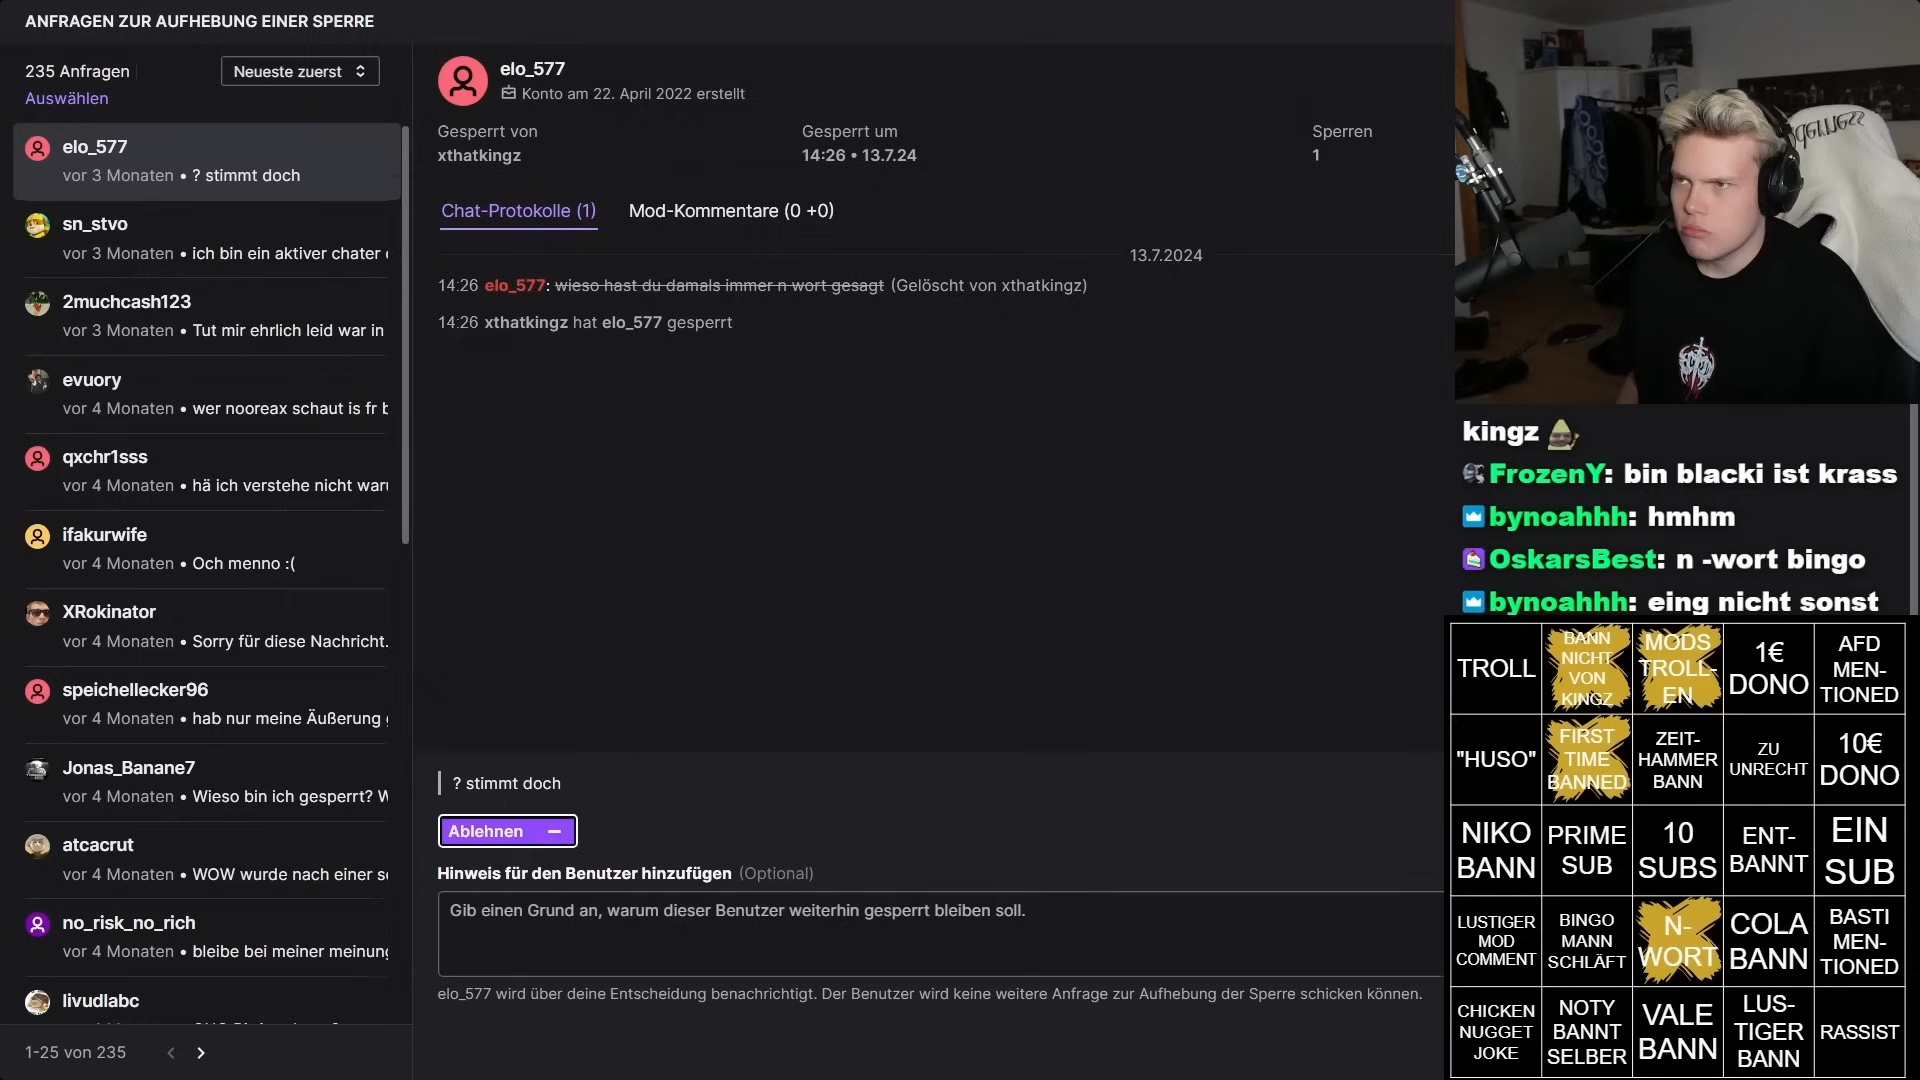 ANFRAGEN ZUR AUFHEBUNG EINER SPERRE
235 Anfragen
Neueste zuerst
Auswählen
elo_577
vor 3 Monaten • ? stimmt doch
sn_stvo
vor 3 Monaten • ich bin ein aktiver chater
2muchcash123
vor 3 Monaten • Tut mir ehrlich leid war in
evuory
vor 4 Monaten • wer nooreax schaut is fr
qxchr1sss
vor 4 Monaten • hä ich verstehe nicht
ifakurwife
vor 4 Monaten • Och menno :(
XRokinator
vor 4 Monaten • Sorry für diese Nachricht.
speichellecker96
vor 4 Monaten • hab nur meine Äußerung
Jonas_Banane7
vor 4 Monaten • Wieso bin ich gesperrt? W
atcacrut
vor 4 Monaten • WOW wurde nach einer
no_risk_no_rich
vor 4 Monaten • bleibe bei meiner meinung
livudlabc
1-25 von 235
elo_577
Konto am 22. April 2022 erstellt
Gesperrt von
xthatkingz
Gesperrt um
14:26 • 13.7.24
Sperren
1
Chat-Protokolle (1)
Mod-Kommentare (0 +0)
13.7.2024
14:26 elo_577: wieso hast du damals immer n wort gesagt (Gelöscht von xthatkingz)
14:26 xthatkingz hat elo_577 gesperrt
? stimmt doch
Ablehnen
Hinweis für den Benutzer hinzufügen (Optional)
Gib einen Grund an, warum dieser Benutzer weiterhin gesperrt bleiben soll.
elo_577 wird über deine Entscheidung benachrichtigt. Der Benutzer wird keine weitere Anfrage zur Aufhebung der Sperre schicken können.
kingz
FrozenY: bin blacki ist krass
bynoahhh: hmhm
OskarsBest: n -wort bingo
bynoahhh: eing nicht sonst
TROLL
BANN
NICHT
VON
KINGZ
MODS
TROLL-
EN
1€
DONO
AFD
MEN-
TIONED
"HUSO"
FIRST
TIME
BANNED
ZEIT-
HAMMER
BANN
ZU
UNRECHT
10€
DONO
NIKO
BANN
PRIME
SUB
10
SUBS
ENT-
BANNT
EIN
SUB
LUSTIGER
MOD
COMMENT
BINGO
MANN
SCHLÄFT
N-
WORT
COLA
BANN
BASTI
MEN-
TIONED
CHICKEN
NUGGET
JOKE
NOTY
BANNT
SELBER
VALE
BANN
LUS-
TIGER
BANN
RASSIST